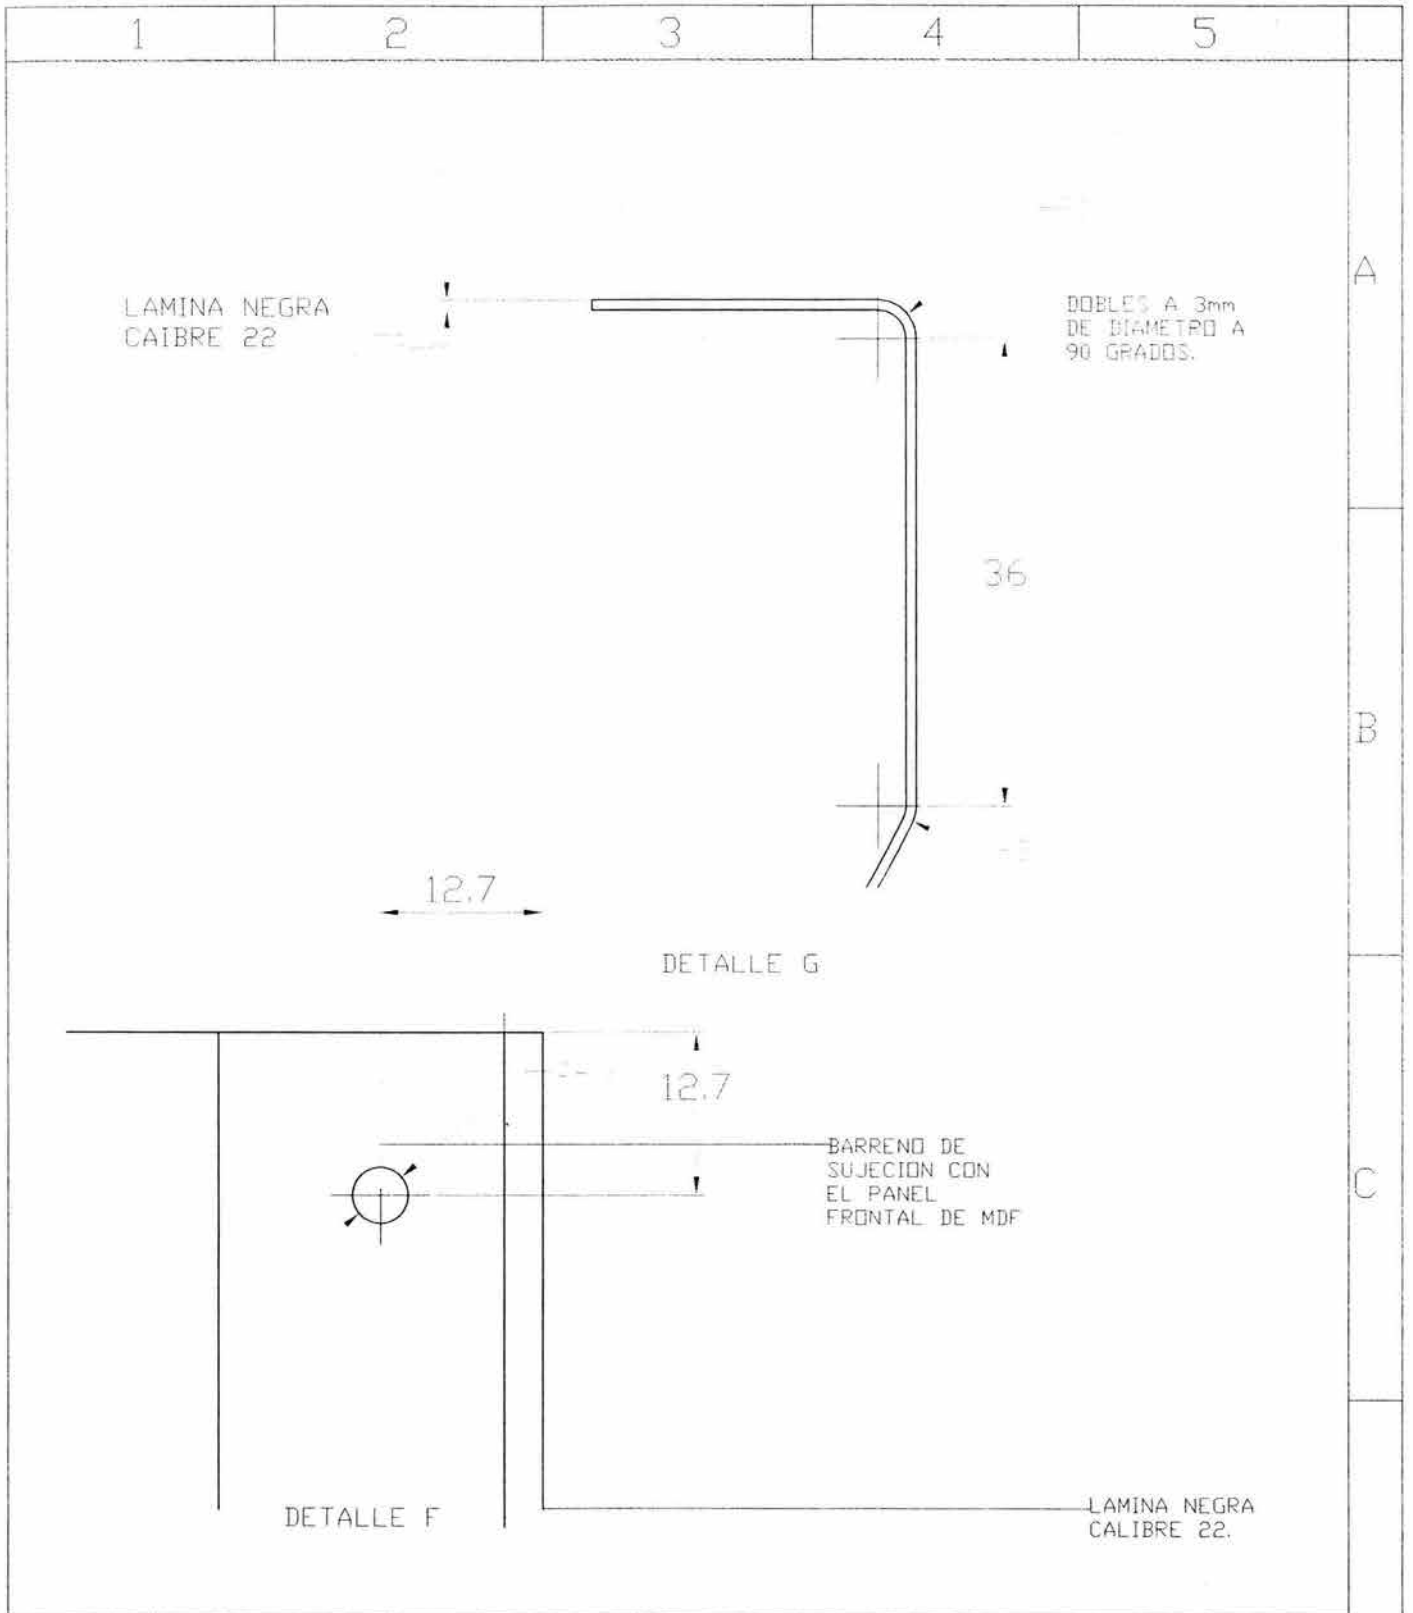 1 2 3 4 5
A
LAMINA NEGRA
CAIBRE 22
DOBLES A 3mm
DE DIAMETRO A
90 GRADOS.
36
B
12.7
DETALLE G
12.7
BARRENO DE
SUJECION CON
EL PANEL
FRONTAL DE MDF
C
DETALLE F
LAMINA NEGRA
CALIBRE 22.